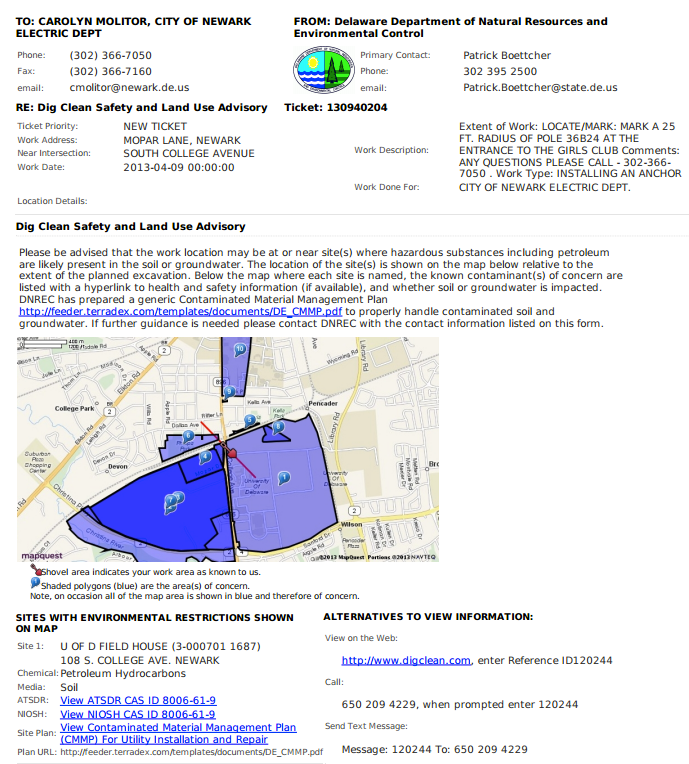 TO: CAROLYN MOLITOR, CITY OF NEWARK
ELECTRIC DEPT
Phone: (302) 366-7050
Fax: (302) 366-7160
email: cmolitor@newark.de.us
FROM: Delaware Department of Natural Resources and
Environmental Control
Primary Contact: Patrick Boettcher
Phone: 302 395 2500
email: Patrick.Boettcher@state.de.us
RE: Dig Clean Safety and Land Use Advisory Ticket: 130940204
Ticket Priority: NEW TICKET
Work Address: MOPAR LANE, NEWARK
Near Intersection: SOUTH COLLEGE AVENUE
Work Date: 2013-04-09 00:00:00
Location Details:
Work Description: Extent of Work: LOCATE/MARK: MARK A 25
FT. RADIUS OF POLE 36B24 AT THE
ENTRANCE TO THE GIRLS CLUB Comments:
ANY QUESTIONS PLEASE CALL - 302-366-
7050 . Work Type: INSTALLING AN ANCHOR
Work Done For: CITY OF NEWARK ELECTRIC DEPT.
Dig Clean Safety and Land Use Advisory
Please be advised that the work location may be at or near site(s) where hazardous substances including petroleum
are likely present in the soil or groundwater. The location of the site(s) is shown on the map below relative to the
extent of the planned excavation. Below the map where each site is named, the known contaminant(s) of concern are
listed with a hyperlink to health and safety information (if available), and whether soil or groundwater is impacted.
DNREC has prepared a generic Contaminated Material Management Plan
http://feeder.terradex.com/templates/documents/DE_CMMP.pdf to properly handle contaminated soil and
groundwater. If further guidance is needed please contact DNREC with the contact information listed on this form.
College Park
Devon
Pencader
Wilson
Suburban
Plaza
Shopping
Center
Elkton Rd
Library Rd
Wyoming Rd
Ritter Ln
Dallas Ave
Kells Ave
Devon Dr
Christina River
University Of
Delaware
University
Of
Delaware
2
896
10
9
5
8
6
4
1
mapquest
©2013 MapQuest Portions ©2013 NAVTEQ
Shovel area indicates your work area as known to us.
Shaded polygons (blue) are the area(s) of concern.
Note, on occasion all of the map area is shown in blue and therefore of concern.
SITES WITH ENVIRONMENTAL RESTRICTIONS SHOWN
ON MAP
Site 1: U OF D FIELD HOUSE (3-000701 1687)
108 S. COLLEGE AVE. NEWARK
Chemical: Petroleum Hydrocarbons
Media: Soil
ATSDR: View ATSDR CAS ID 8006-61-9
NIOSH: View NIOSH CAS ID 8006-61-9
Site Plan: View Contaminated Material Management Plan
(CMMP) For Utility Installation and Repair
Plan URL: http://feeder.terradex.com/templates/documents/DE_CMMP.pdf
ALTERNATIVES TO VIEW INFORMATION:
View on the Web:
http://www.digclean.com, enter Reference ID120244
Call:
650 209 4229, when prompted enter 120244
Send Text Message:
Message: 120244 To: 650 209 4229